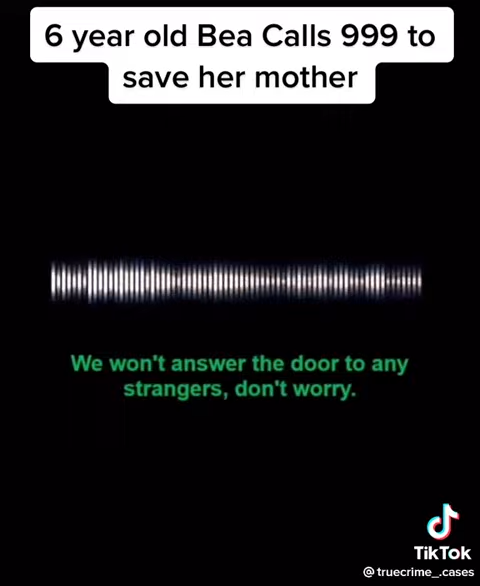 6 year old Bea Calls 999 to
save her mother
We won't answer the door to any
strangers, don't worry.
TikTok
@truecrime_.cases